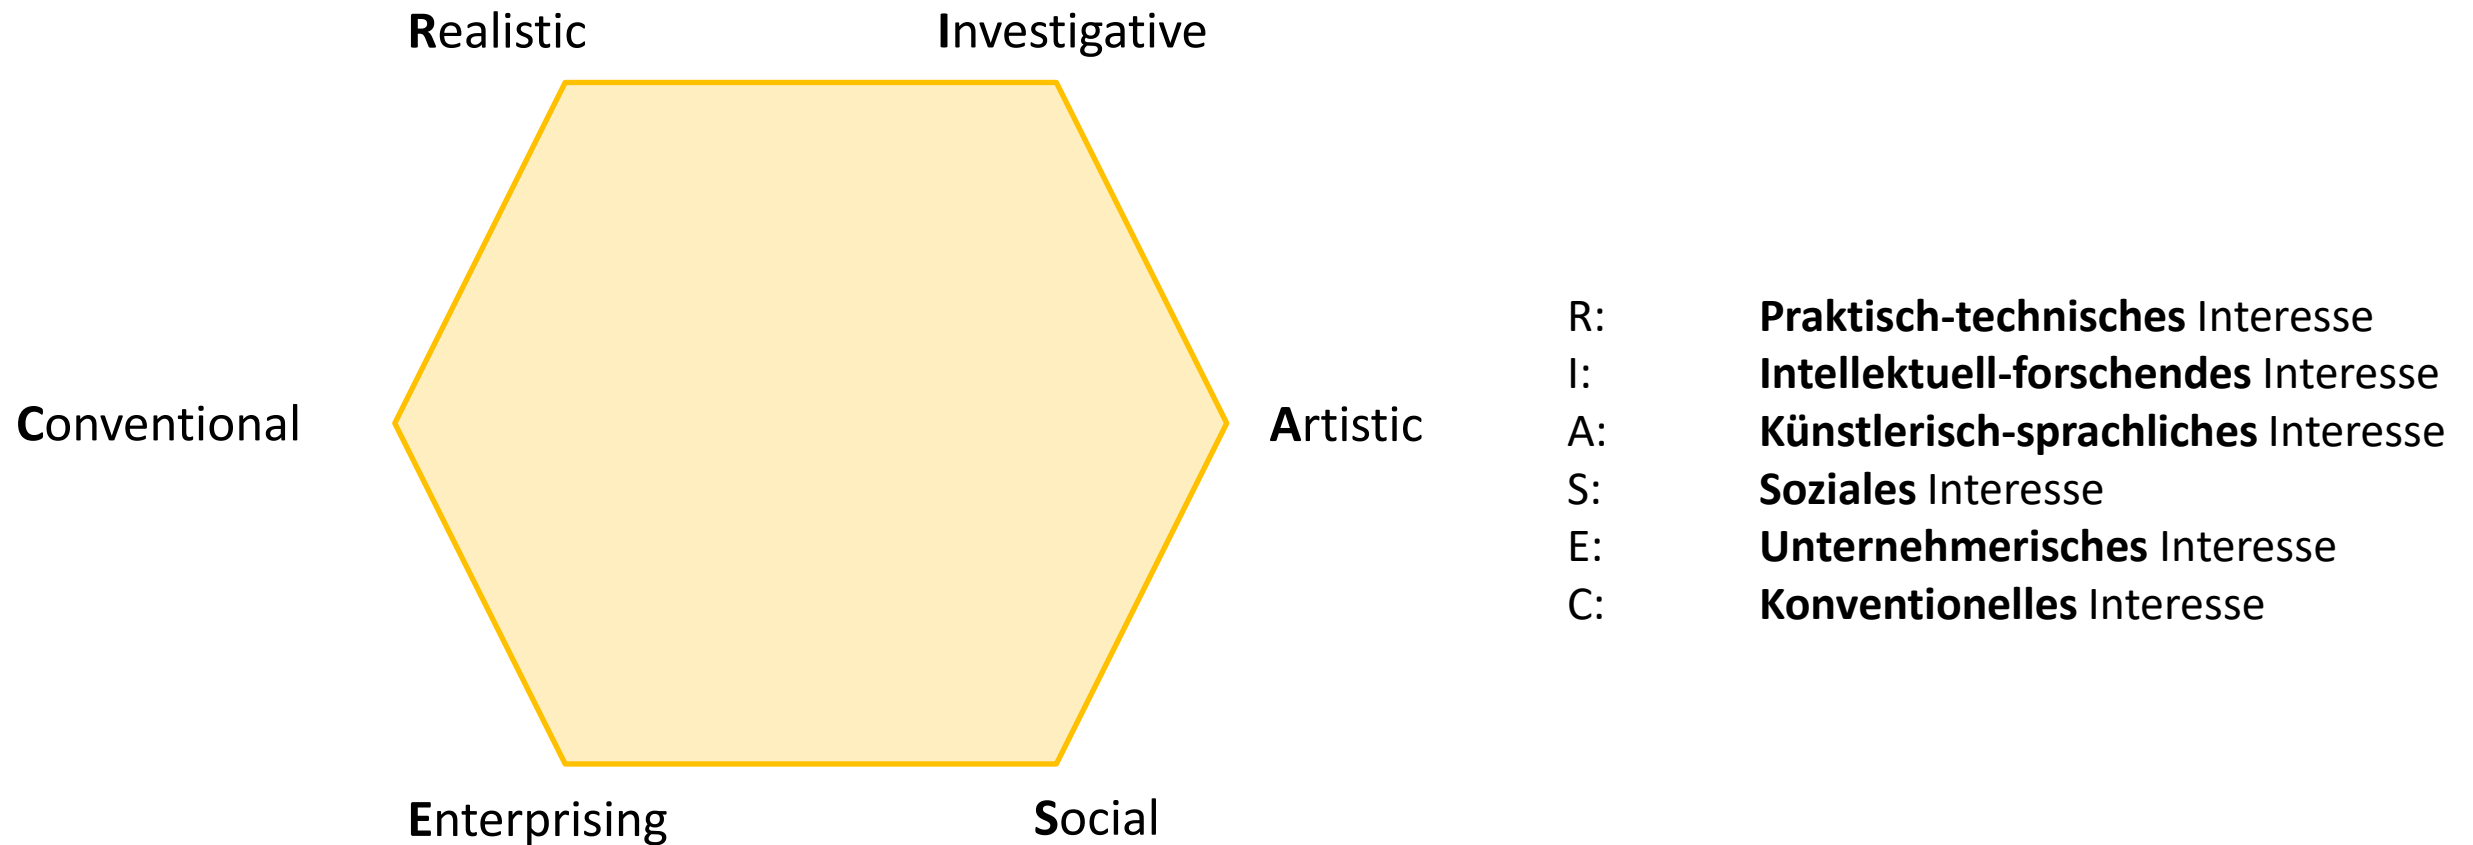 Realistic
Investigative
Conventional
Artistic
Enterprising
Social
R: Praktisch-technisches Interesse
I: Intellektuell-forschendes Interesse
A: Künstlerisch-sprachliches Interesse
S: Soziales Interesse
E: Unternehmerisches Interesse
C: Konventionelles Interesse